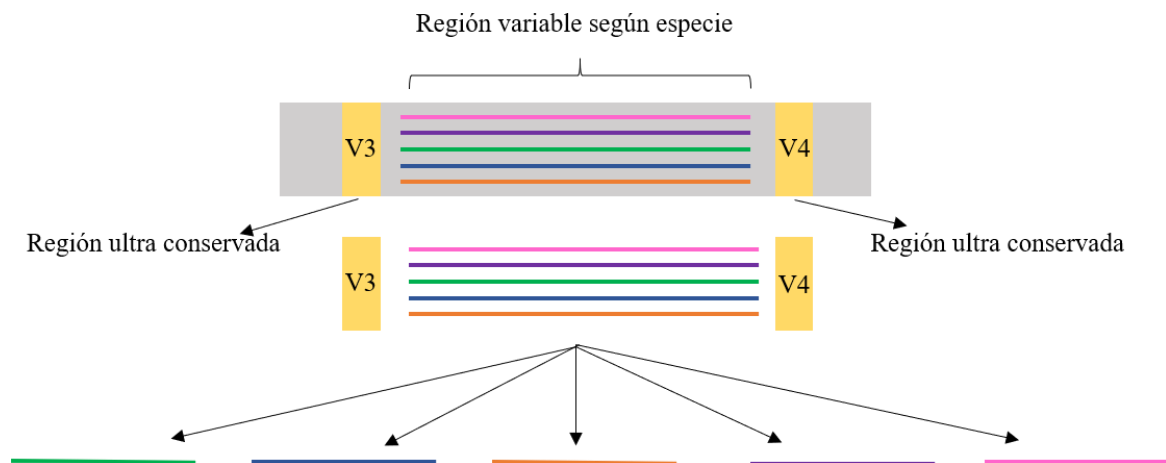 Región variable según especie
V3
V4
Región ultra conservada
Región ultra conservada
V3
V4